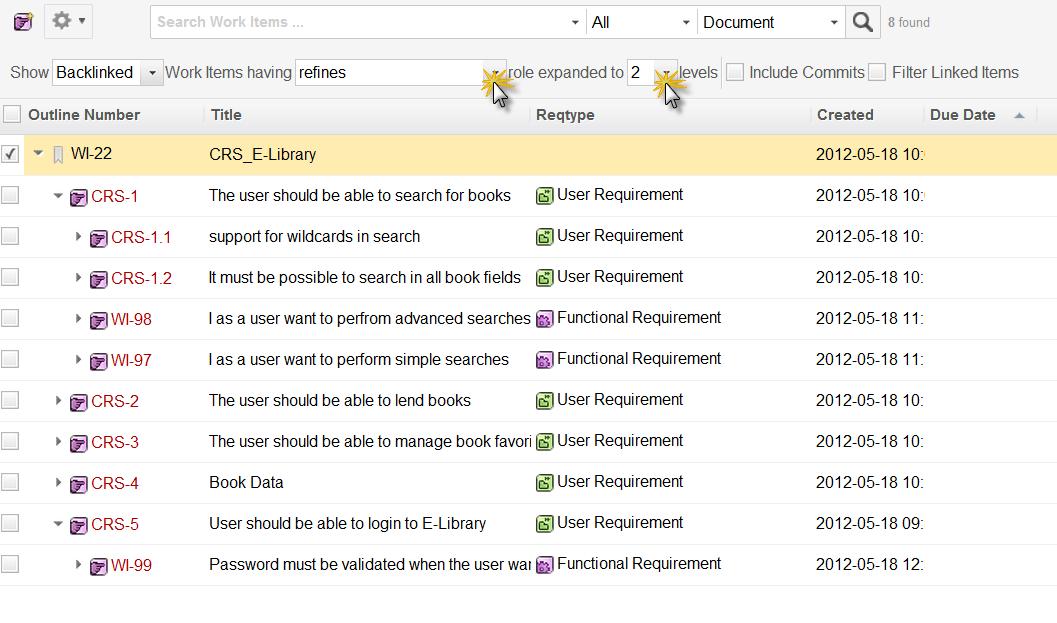 Search Work Items ... All Document 8 found
Show Backlinked Work Items having refines role expanded to 2 levels Include Commits Filter Linked Items
Outline Number Title Reqtype Created Due Date
WI-22 CRS_E-Library 2012-05-18 10:
CRS-1 The user should be able to search for books User Requirement 2012-05-18 10:
CRS-1.1 support for wildcards in search User Requirement 2012-05-18 10:
CRS-1.2 It must be possible to search in all book fields User Requirement 2012-05-18 10:
WI-98 I as a user want to perfrom advanced searches Functional Requirement 2012-05-18 11:
WI-97 I as a user want to perform simple searches Functional Requirement 2012-05-18 11:
CRS-2 The user should be able to lend books User Requirement 2012-05-18 10:
CRS-3 The user should be able to manage book favori User Requirement 2012-05-18 10:
CRS-4 Book Data User Requirement 2012-05-18 10:
CRS-5 User should be able to login to E-Library User Requirement 2012-05-18 09:
WI-99 Password must be validated when the user wan Functional Requirement 2012-05-18 12: